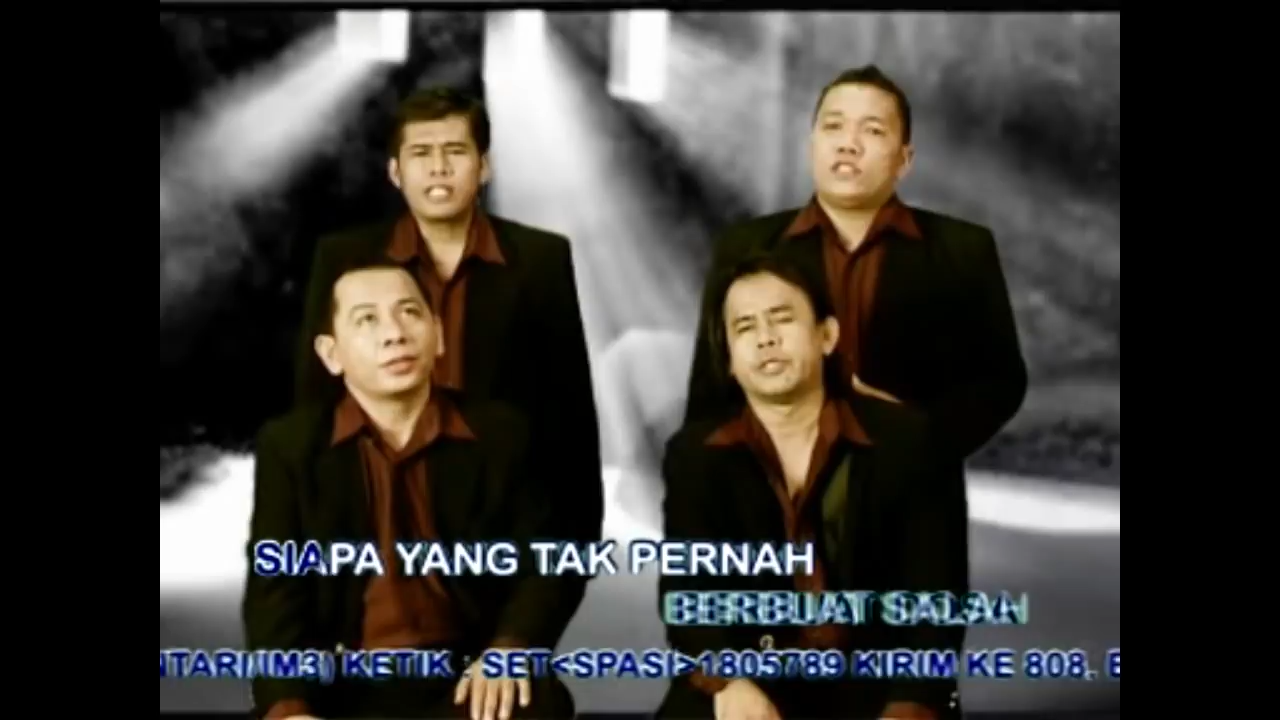 SIAPA YANG TAK PERNAH
BERBUAT SALAH
NTARI/IM3) KETIK : SET<SPASI>1805789 KIRIM KE 808.